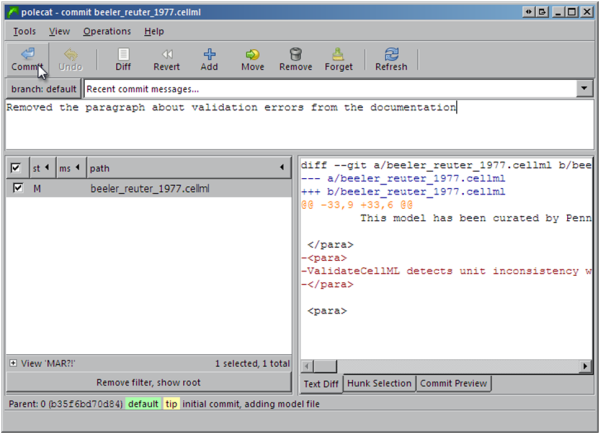 polecat - commit beeler_reuter_1977.cellml
Tools View Operations Help
Commit Undo Diff Revert Add Move Remove Forget Refresh
branch: default Recent commit messages...
Removed the paragraph about validation errors from the documentation
st ms path
M beeler_reuter_1977.cellml
View 'MAR?!' 1 selected, 1 total
Remove filter, show root
diff --git a/beeler_reuter_1977.cellml b/bee
--- a/beeler_reuter_1977.cellml
+++ b/beeler_reuter_1977.cellml
@@ -33,9 +33,6 @@
This model has been curated by Penn
</para>
-<para>
-ValidateCellML detects unit inconsistency w
-</para>
<para>
Text Diff Hunk Selection Commit Preview
Parent: 0 (b35f6bd70d84) default tip initial commit, adding model file